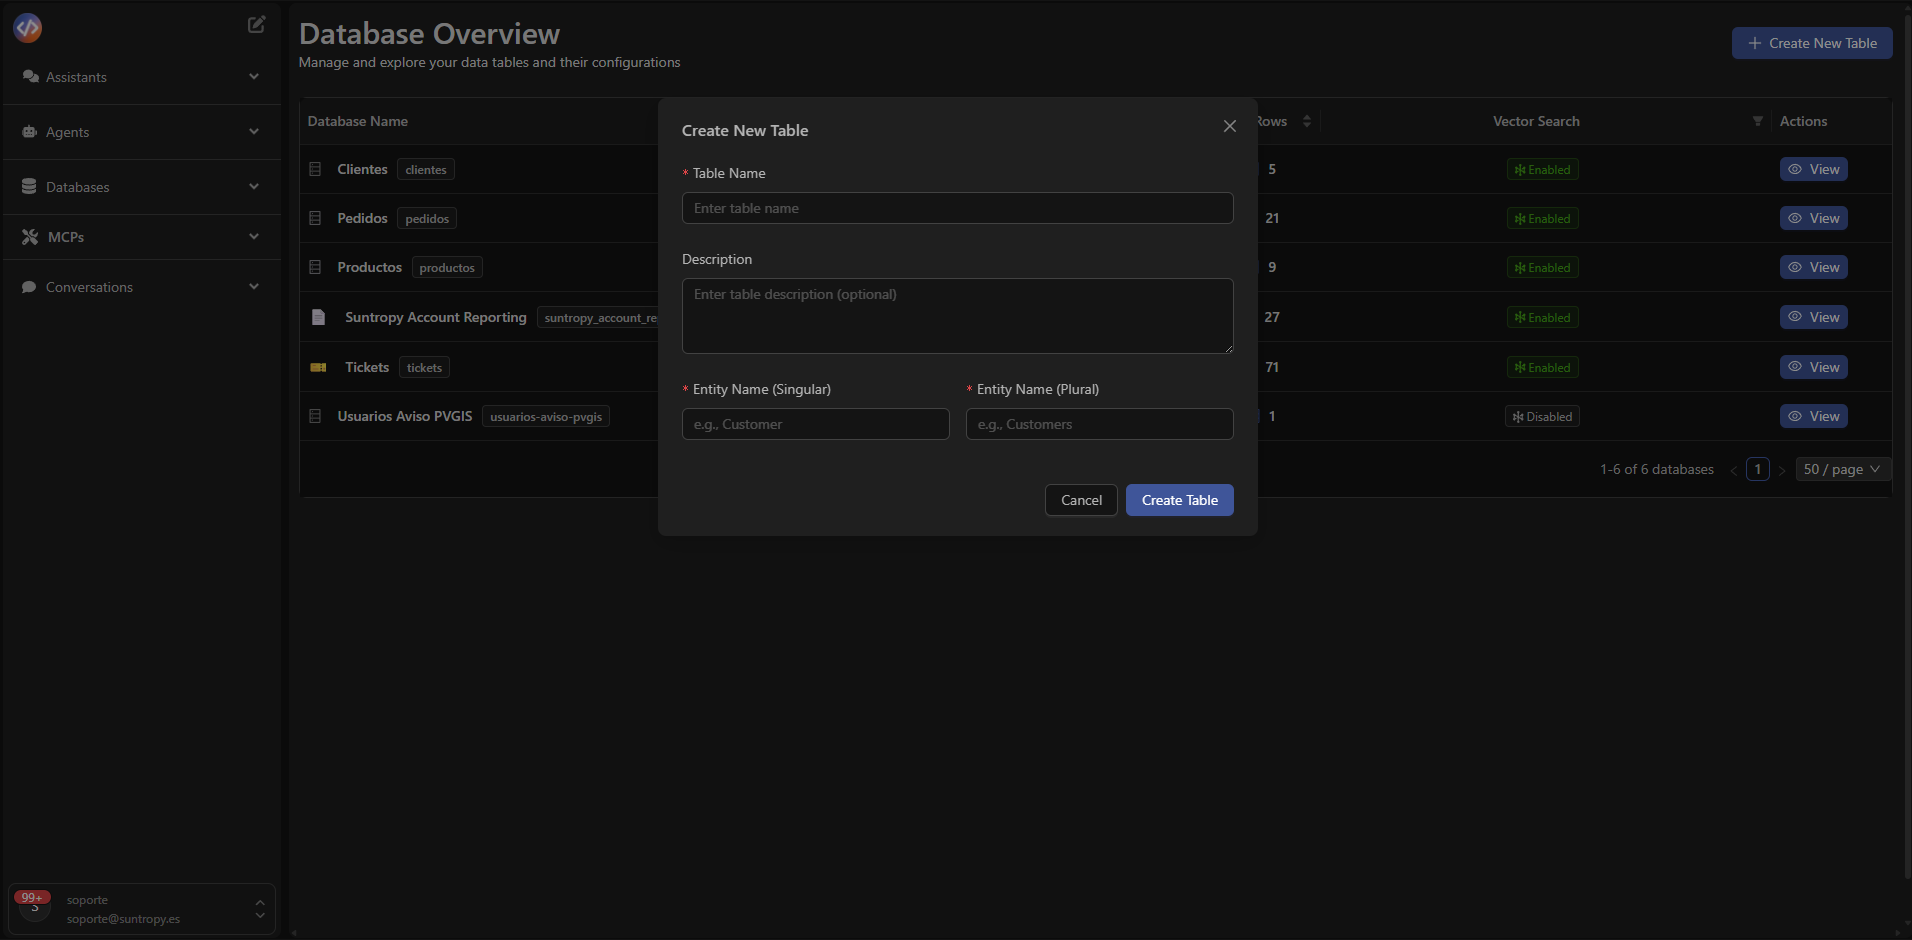 Database Overview
Manage and explore your data tables and their configurations
Create New Table
Assistants
Agents
Databases
MCPs
Conversations
Database Name
Rows
Vector Search
Actions
Clientes clientes 5 Enabled View
Pedidos pedidos 21 Enabled View
Productos productos 9 Enabled View
Suntropy Account Reporting suntropy_account_re 27 Enabled View
Tickets tickets 71 Enabled View
Usuarios Aviso PVGIS usuarios-aviso-pvgis 1 Disabled View
1-6 of 6 databases < 1 > 50 / page
Create New Table
* Table Name
Enter table name
Description
Enter table description (optional)
* Entity Name (Singular) * Entity Name (Plural)
e.g., Customer e.g., Customers
Cancel Create Table
99+
S
soporte
soporte@suntropy.es